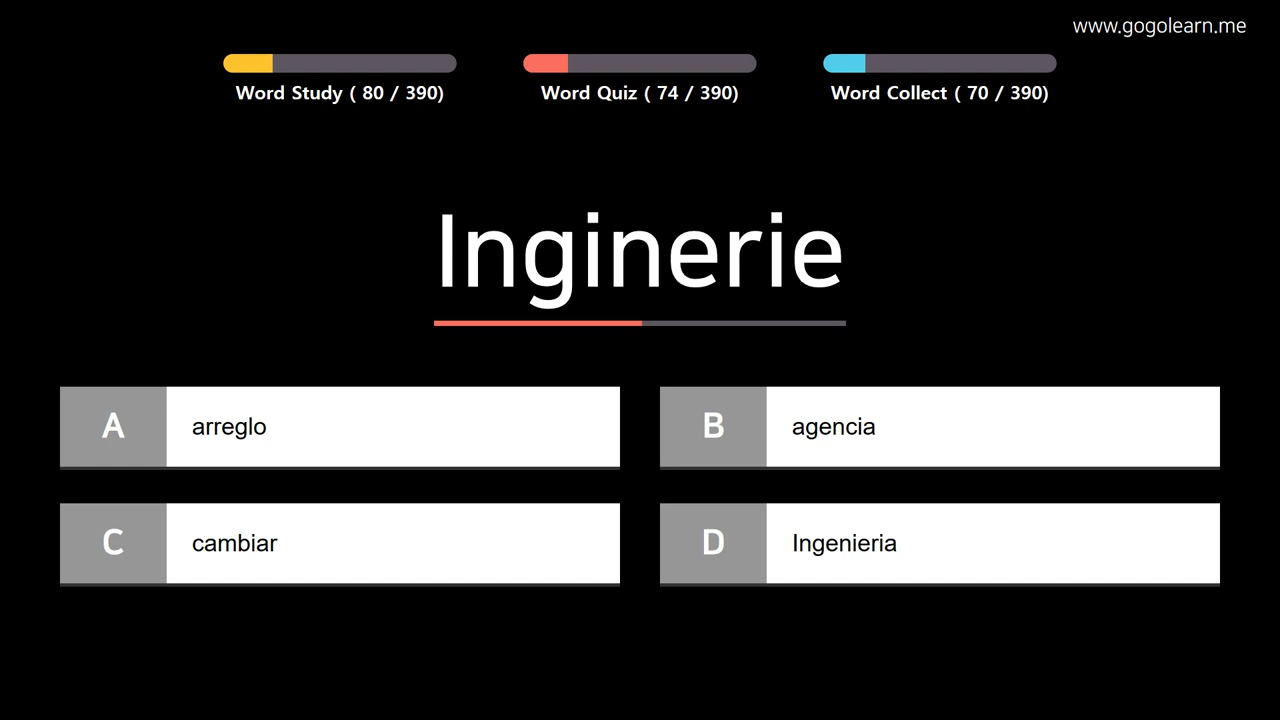 www.gogolearn.me
Word Study ( 80 / 390)
Word Quiz ( 74 / 390)
Word Collect ( 70 / 390)
Inginerie
A arreglo
B agencia
C cambiar
D Ingenieria